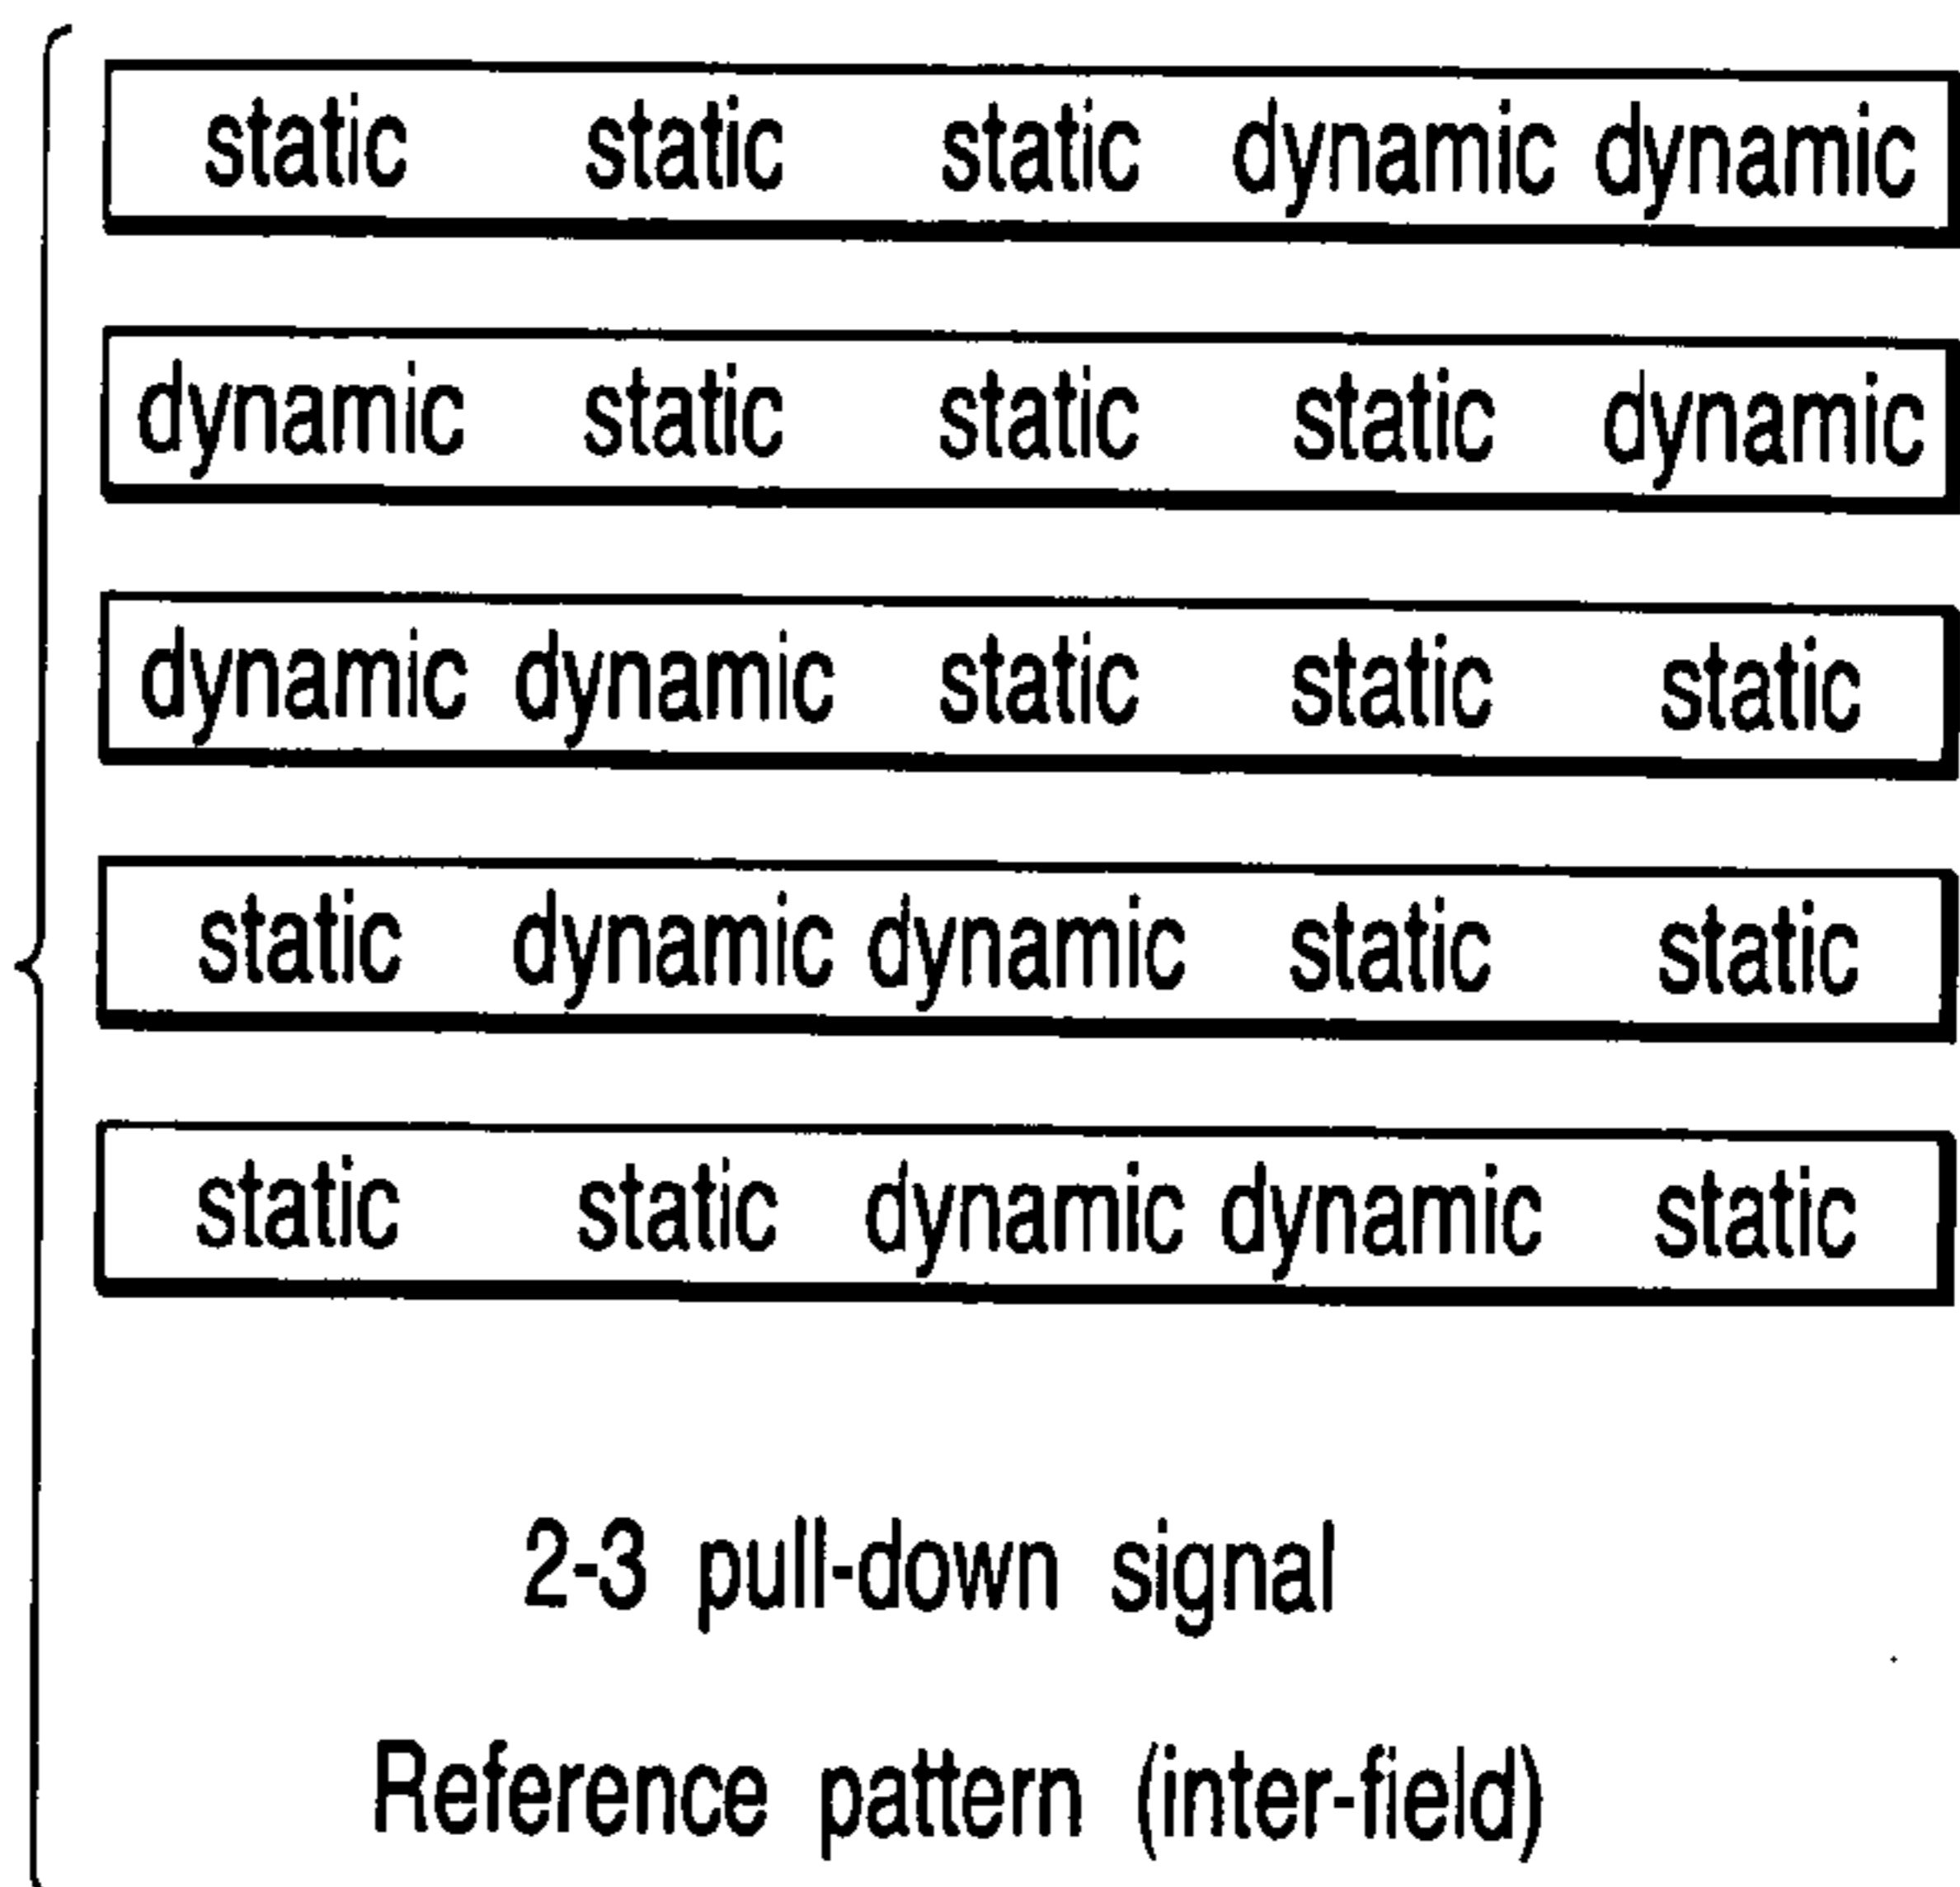 static static static dynamic dynamic
dynamic static static static dynamic
dynamic dynamic static static static
static dynamic dynamic static static
static static dynamic dynamic static
2-3 pull-down signal
Reference pattern (inter-field)